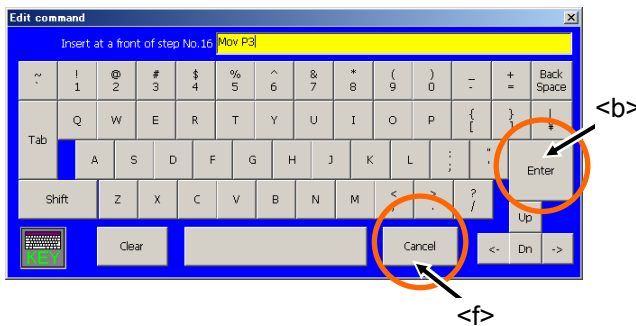 Edit command
Insert at a front of step No.16 Mov P3
~ ` ! 1 @ 2 # 3 $ 4 % 5 ^ 6 & 7 * 8 ( 9 ) 0 _ - + = Back Space
<b>
Tab Q W E R T Y U I O P { [ } ] | ¥
A S D F G H J K L : ; " ' Enter
Shift Z X C V B N M < , > . ? /
Up
KEY Clear Cancel <- Dn ->
<f>